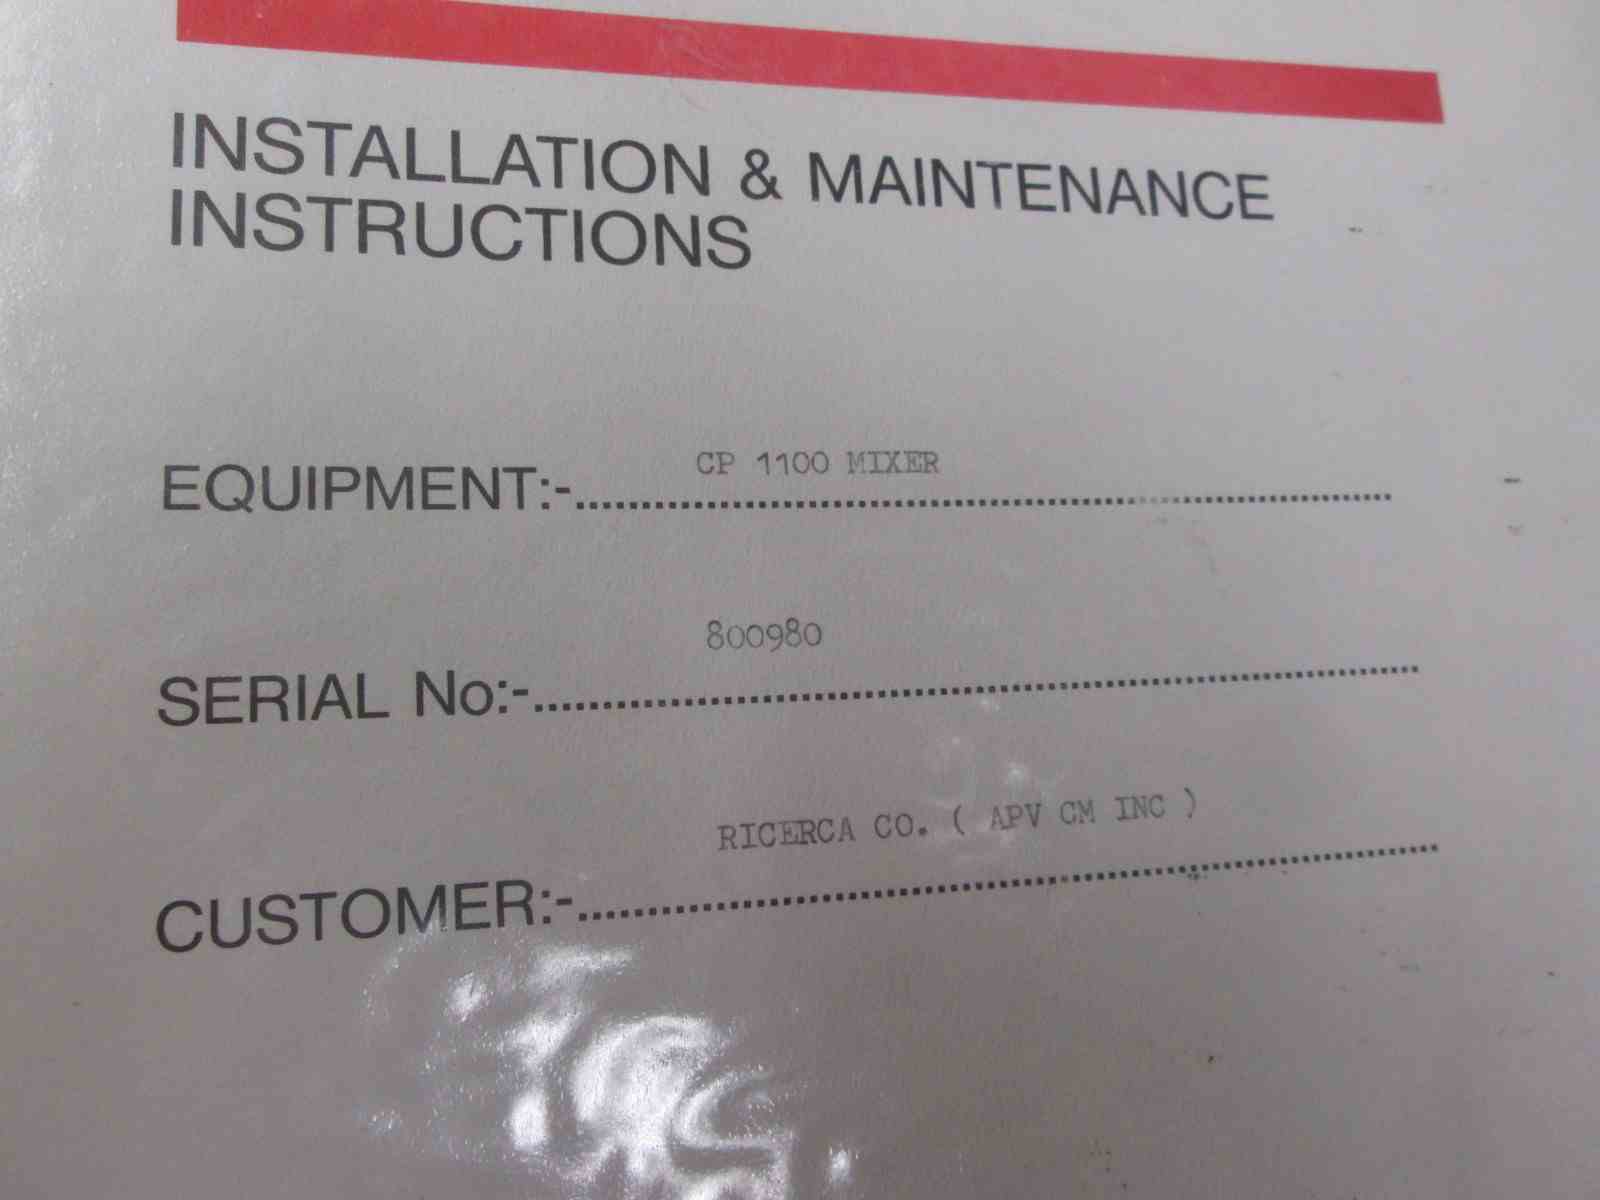 INSTALLATION & MAINTENANCE
INSTRUCTIONS
EQUIPMENT:-.......... CP 1100 MIXER ..........
SERIAL No:-.......... 800980 ..........
CUSTOMER:-.......... RICERCA CO. ( APV CM INC ) ..........